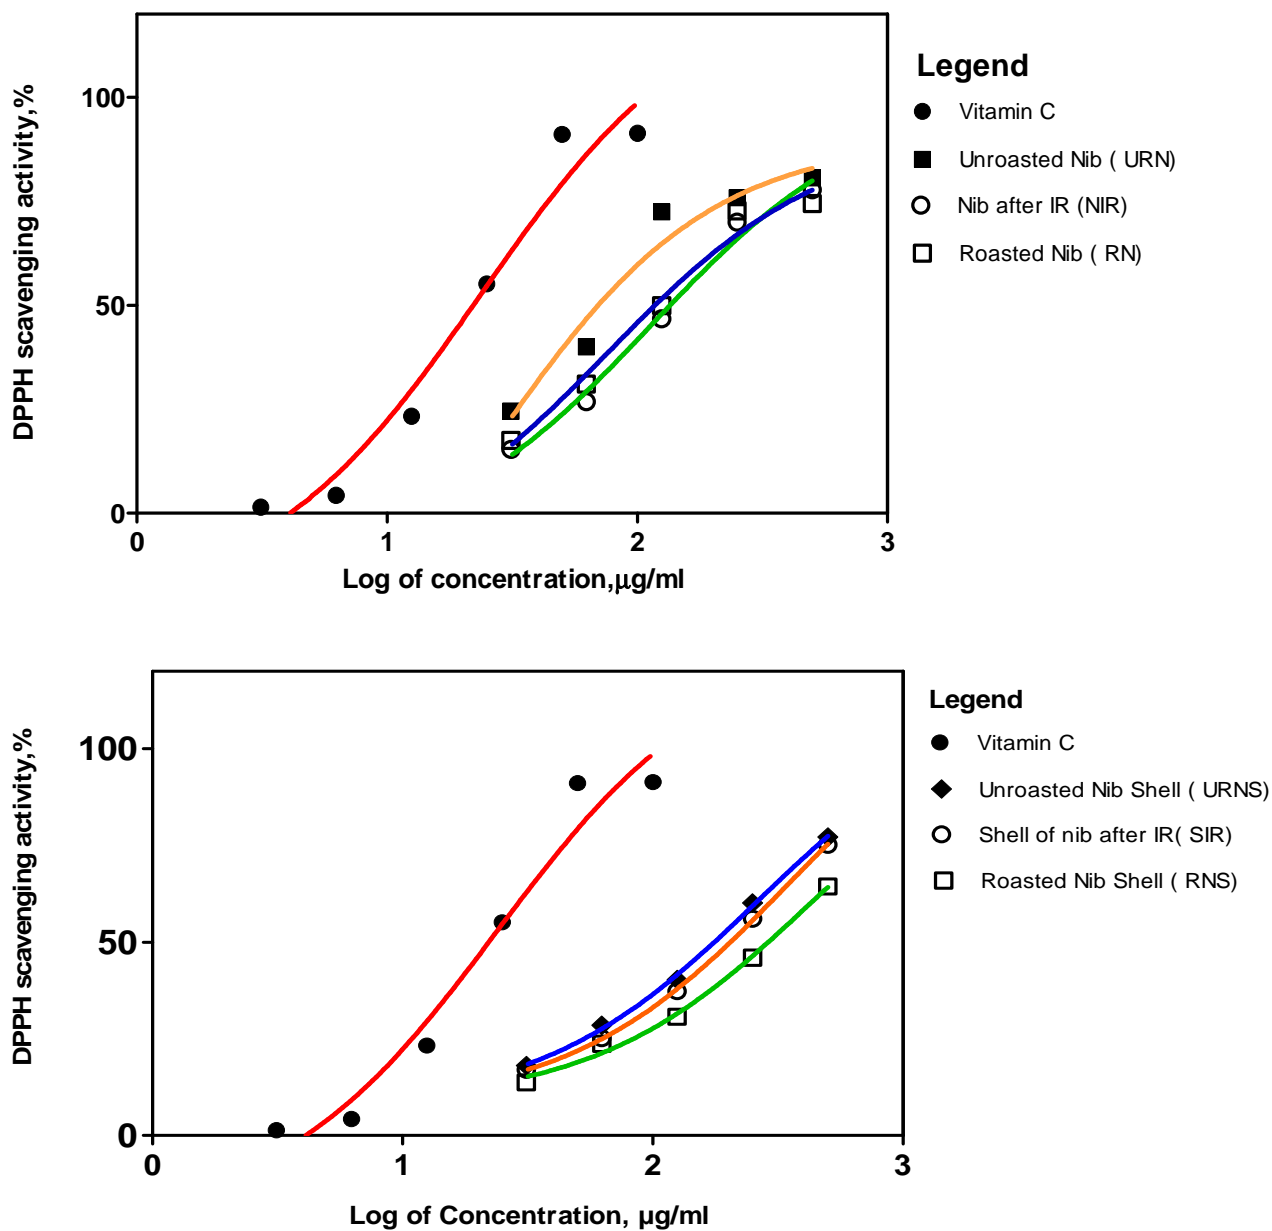 DPPH scavenging activity,%
100
50
0
0 1 2 3
Log of concentration,μg/ml
Legend
Vitamin C
Unroasted Nib ( URN)
Nib after IR (NIR)
Roasted Nib ( RN)
DPPH scavenging activity,%
100
50
0
0 1 2 3
Log of Concentration, μg/ml
Legend
Vitamin C
Unroasted Nib Shell ( URNS)
Shell of nib after IR( SIR)
Roasted Nib Shell ( RNS)